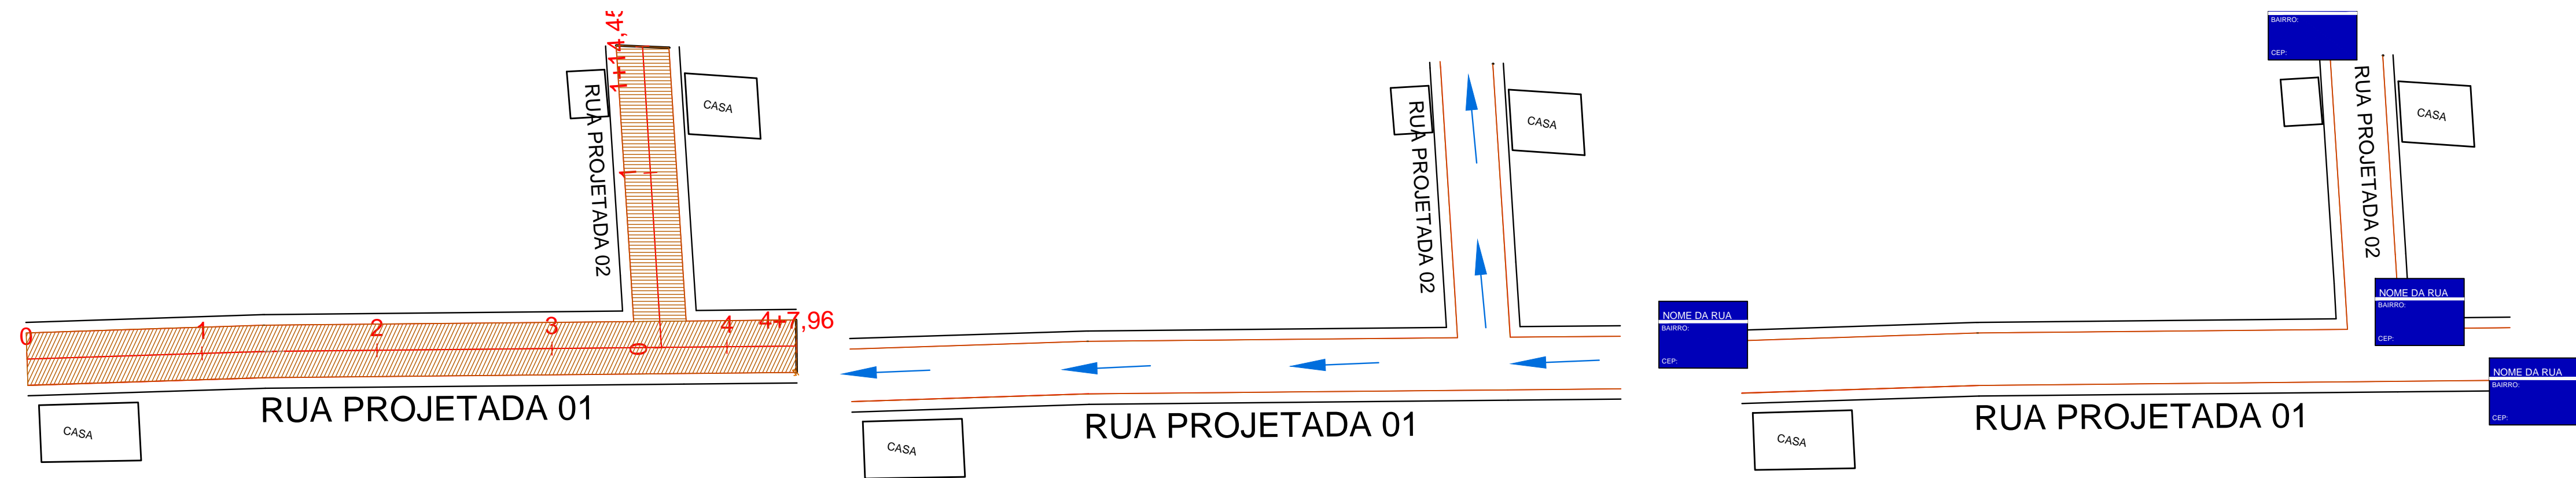 RUA PROJETADA 02
CASA
1
0
1
2
3
0
4
4+7,96
CASA
RUA PROJETADA 01
RUA PROJETADA 02
CASA
CASA
RUA PROJETADA 01
BAIRRO:
CEP:
RUA PROJETADA 02
CASA
NOME DA RUA
BAIRRO:
CEP:
NOME DA RUA
BAIRRO:
CEP:
NOME DA RUA
BAIRRO:
CEP:
CASA
RUA PROJETADA 01